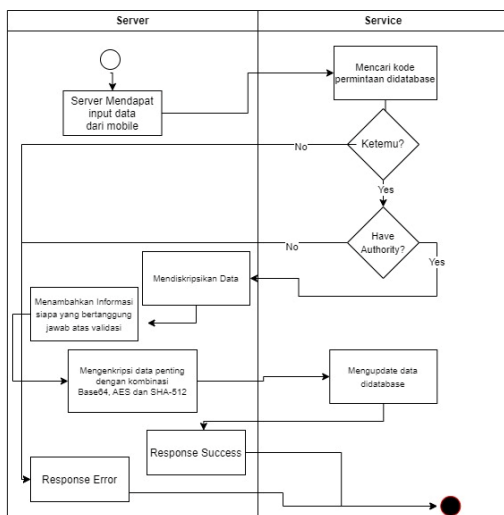 Server
Service
Server Mendapat
input data
dari mobile
Mencari kode
permintaan didatabase
Ketemu?
No
Yes
Have
Authority?
No
Yes
Mendiskripsikan Data
Menambahkan Informasi
siapa yang bertanggung
jawab atas validasi
Mengenkripsi data penting
dengan kombinasi
Base64, AES dan SHA-512
Mengupdate data
didatabase
Response Success
Response Error